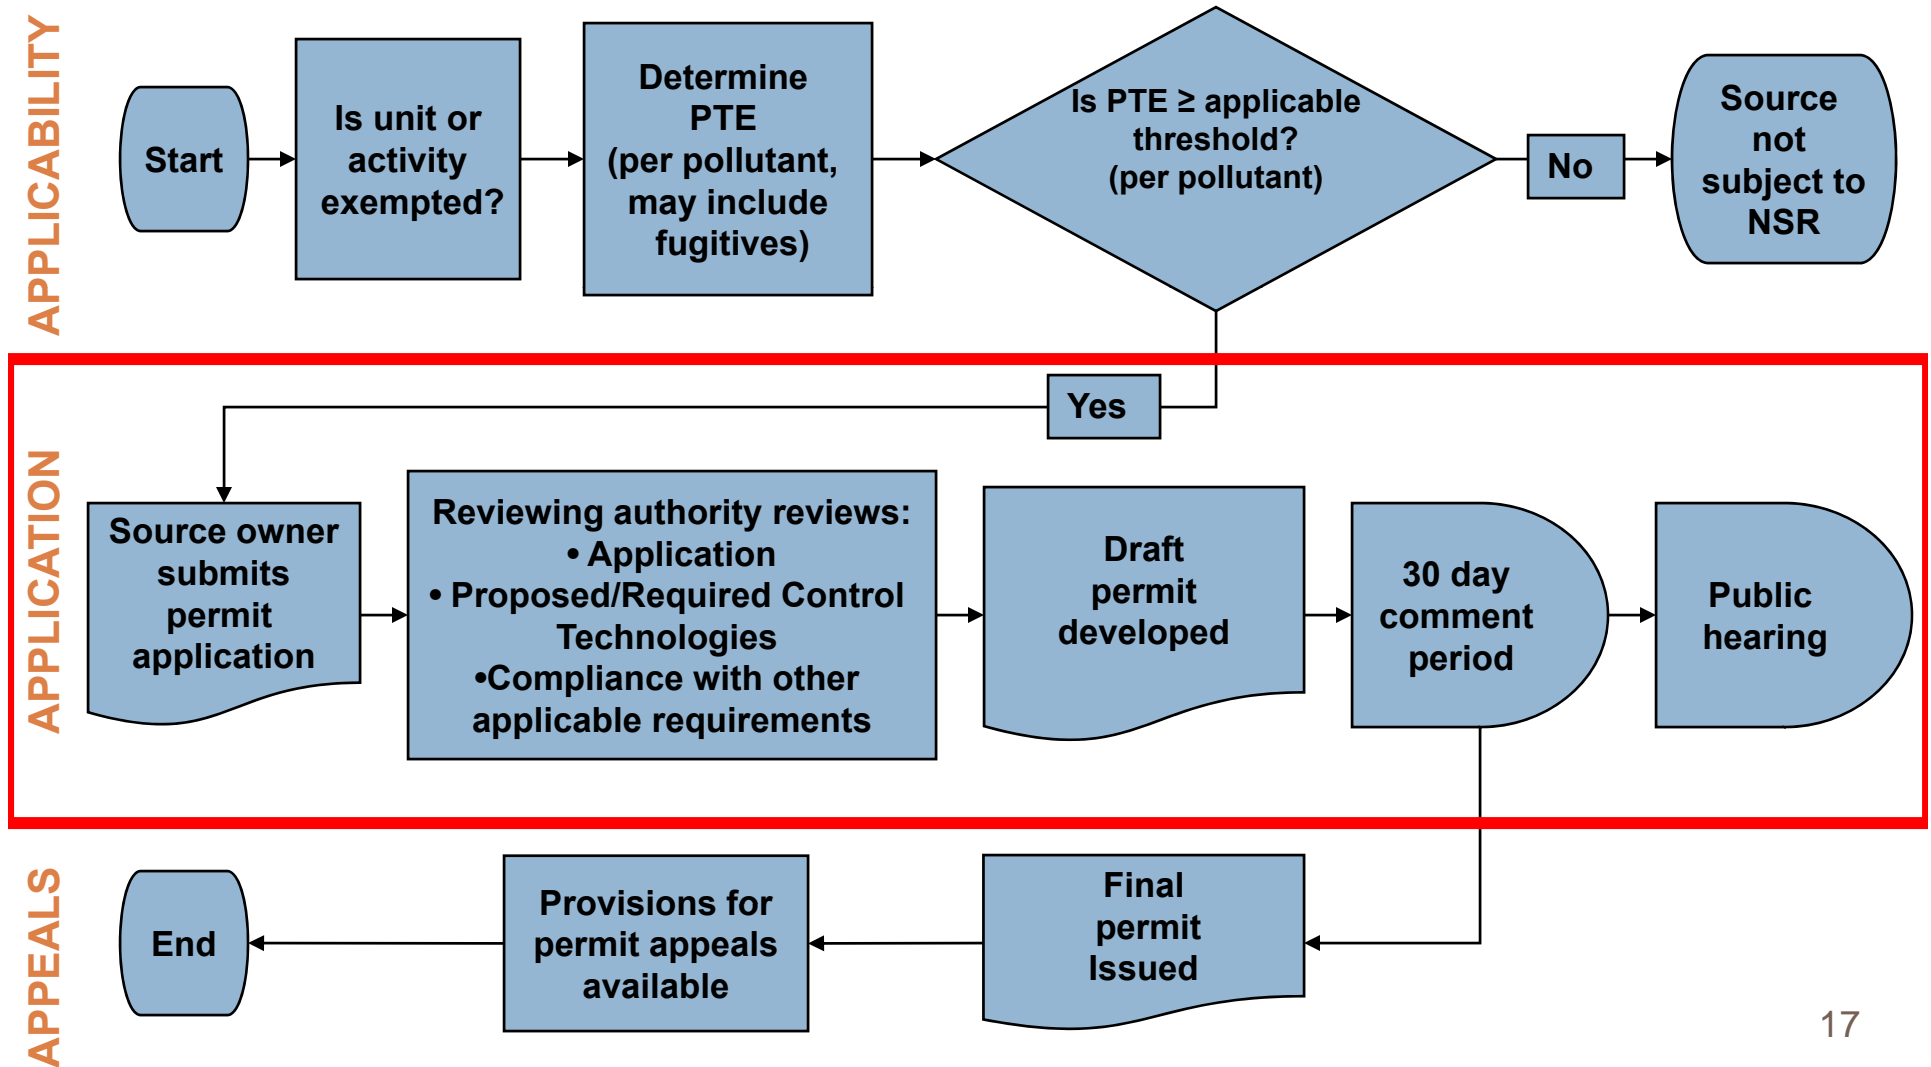 APPLICABILITY
Start
Is unit or
activity
exempted?
Determine
PTE
(per pollutant,
may include
fugitives)
Is PTE ≥ applicable
threshold?
(per pollutant)
No
Source
not
subject to
NSR
Yes
APPLICATION
Source owner
submits
permit
application
Reviewing authority reviews:
• Application
• Proposed/Required Control
Technologies
•Compliance with other
applicable requirements
Draft
permit
developed
30 day
comment
period
Public
hearing
APPEALS
End
Provisions for
permit appeals
available
Final
permit
Issued
17